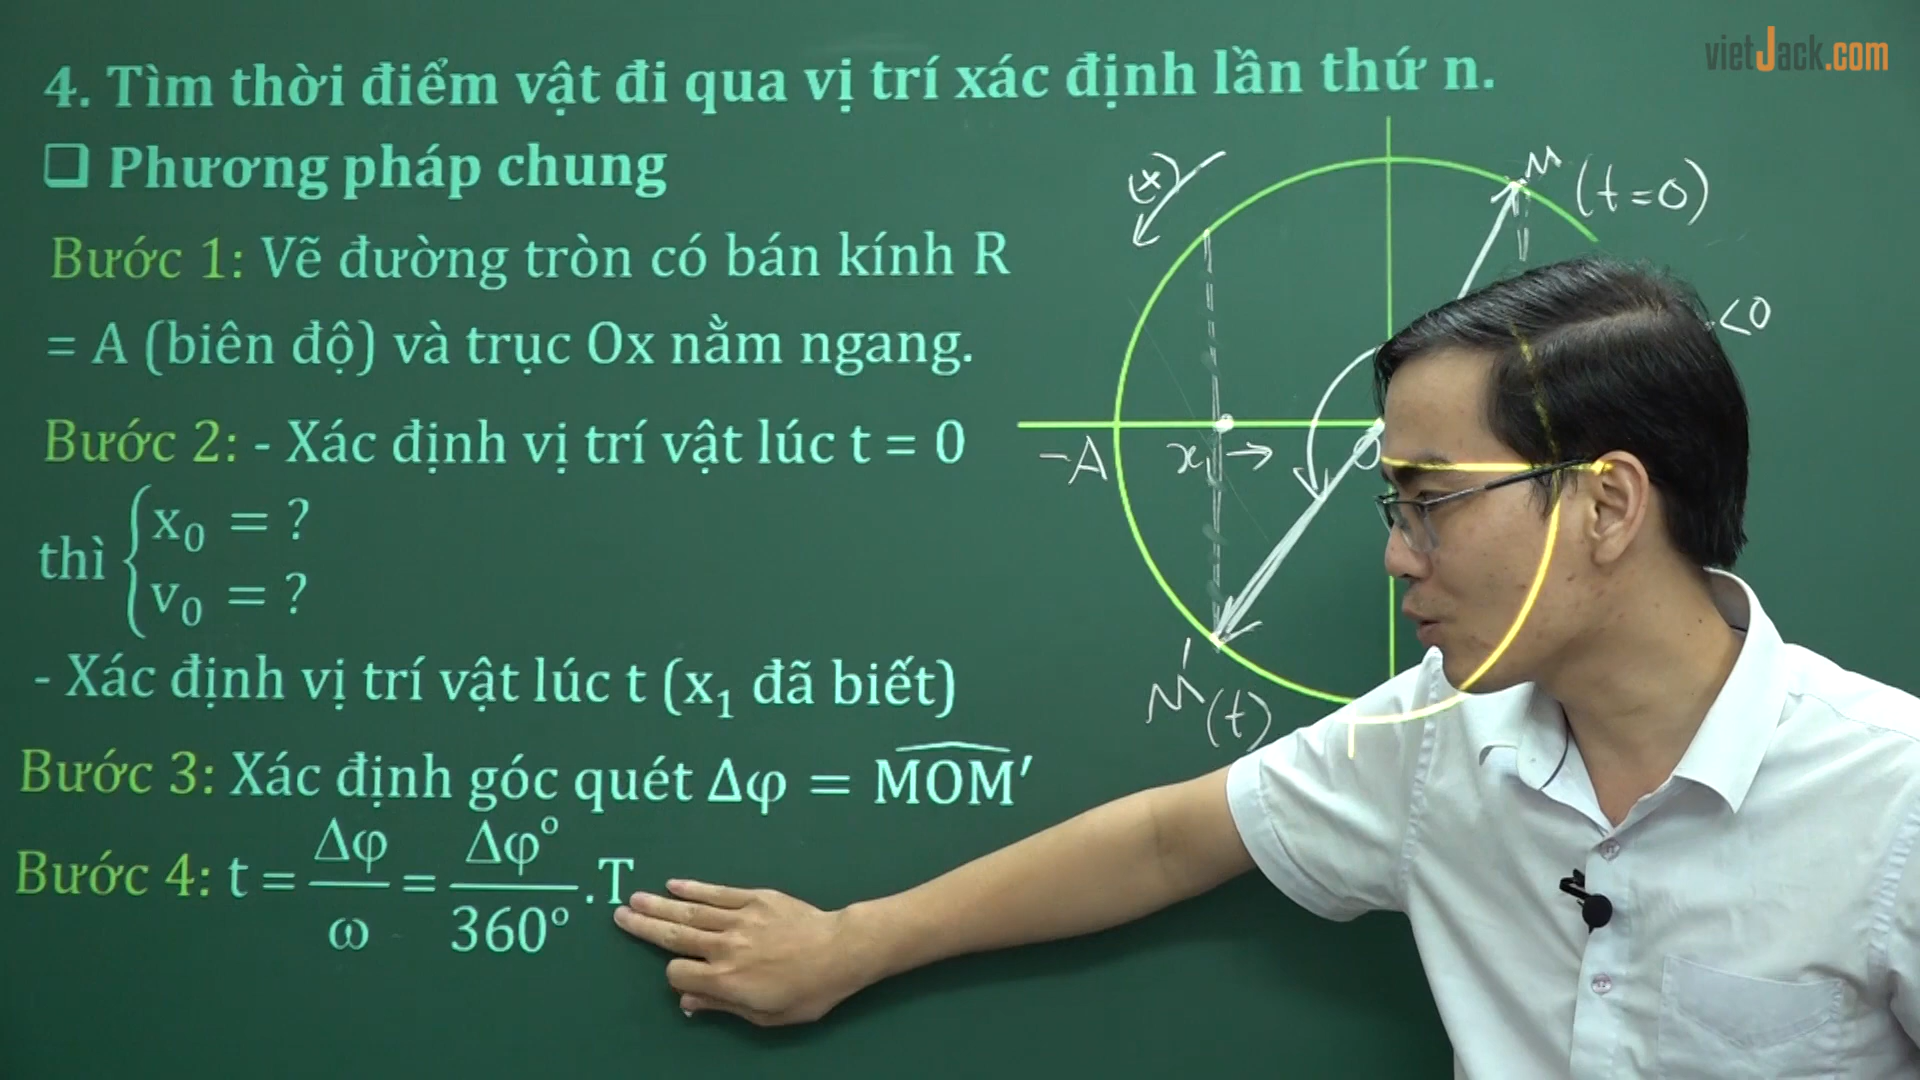 vietJack.com
4. Tìm thời điểm vật đi qua vị trí xác định lần thứ n.
❑ Phương pháp chung
Bước 1: Vẽ đường tròn có bán kính R
= A (biên độ) và trục Ox nằm ngang.
Bước 2: - Xác định vị trí vật lúc t = 0
thì { x₀ = ?
v₀ = ?
- Xác định vị trí vật lúc t (x₁ đã biết)
Bước 3: Xác định góc quét Δφ = MOM′
Bước 4: t = Δφ/ω = Δφ°/360° .T
(+)
M (t=0)
<0
-A
x₁ →
O
M' (t)